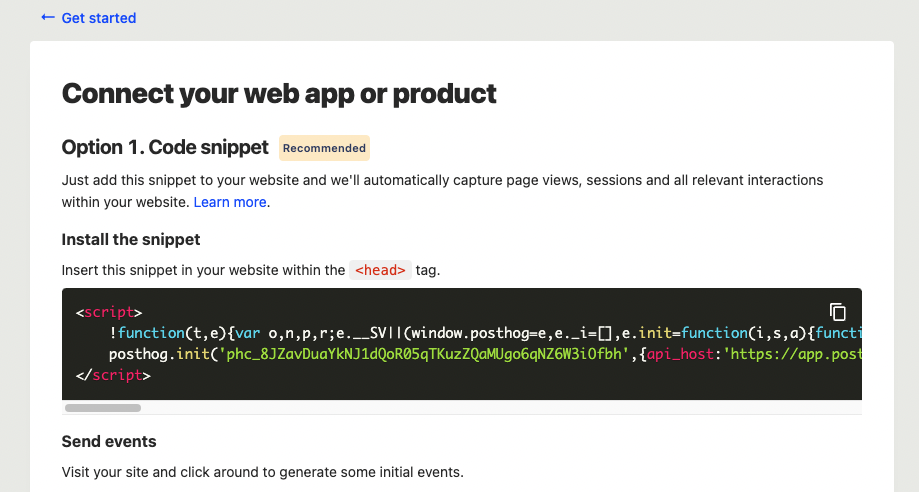 ← Get started
Connect your web app or product
Option 1. Code snippet Recommended
Just add this snippet to your website and we'll automatically capture page views, sessions and all relevant interactions
within your website. Learn more.
Install the snippet
Insert this snippet in your website within the <head> tag.
<script>
!function(t,e){var o,n,p,r;e.__SV||(window.posthog=e,e._i=[],e.init=function(i,s,a){functi
posthog.init('phc_8JZavDuaYkNJ1dQoR05qTKuzZQaMUgo6qNZ6W3iOfbh',{api_host:'https://app.post
</script>
Send events
Visit your site and click around to generate some initial events.